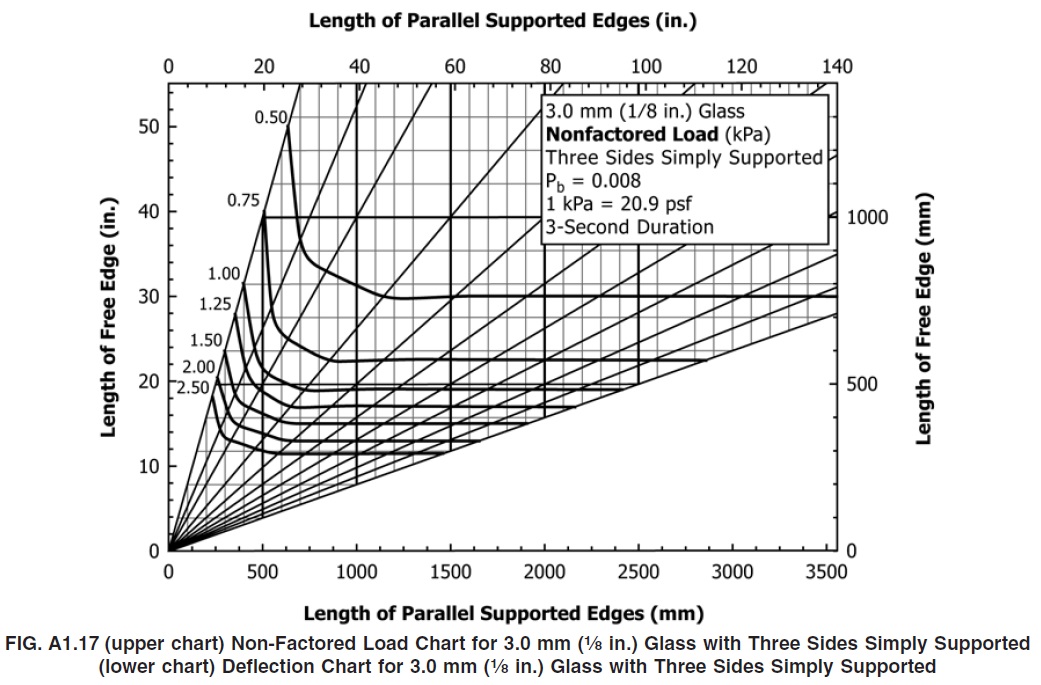 Length of Parallel Supported Edges (in.)
0 20 40 60 80 100 120 140
Length of Free Edge (in.)
50
40
30
20
10
0
0.50
0.75
1.00
1.25
1.50
2.00
2.50
3.0 mm (1/8 in.) Glass
Nonfactored Load (kPa)
Three Sides Simply Supported
Pb = 0.008
1 kPa = 20.9 psf
3-Second Duration
1000
500
0
Length of Free Edge (mm)
0 500 1000 1500 2000 2500 3000 3500
Length of Parallel Supported Edges (mm)
FIG. A1.17 (upper chart) Non-Factored Load Chart for 3.0 mm (⅛ in.) Glass with Three Sides Simply Supported
(lower chart) Deflection Chart for 3.0 mm (⅛ in.) Glass with Three Sides Simply Supported